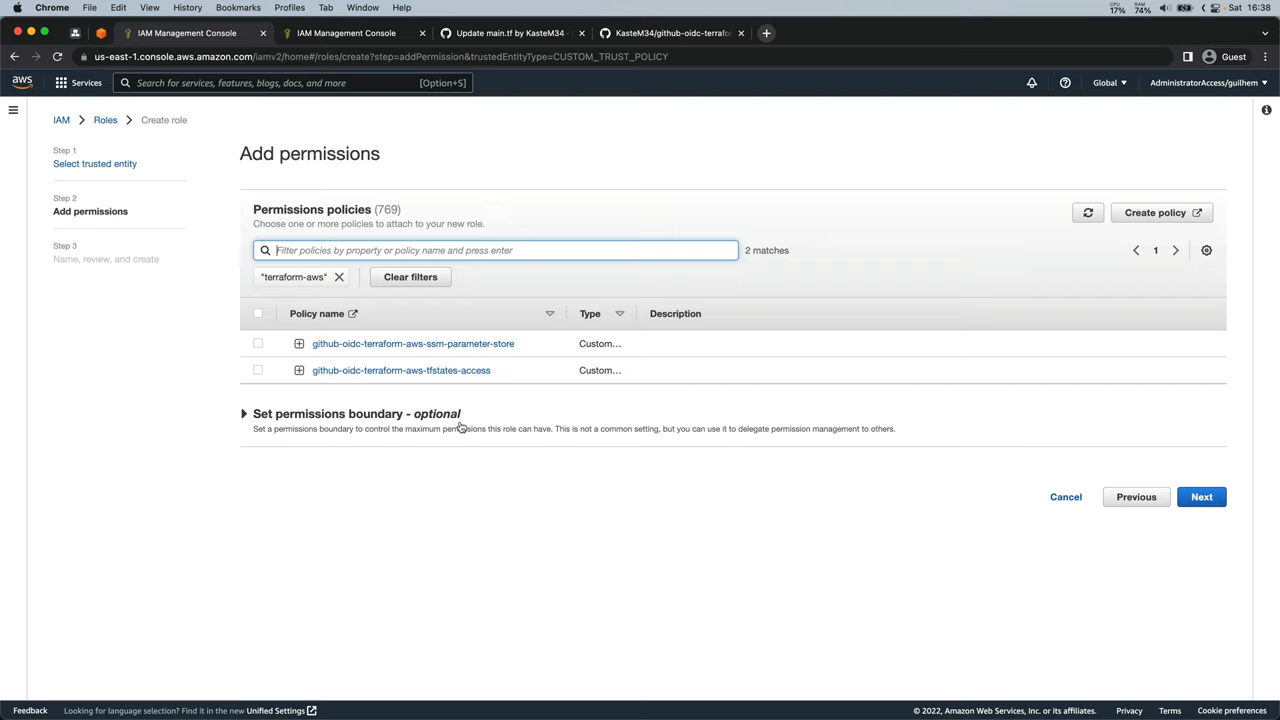 Chrome File Edit View History Bookmarks Profiles Tab Window Help CPU 17% RAM 74% Sat 16:38
IAM Management Console IAM Management Console Update main.tf by KasteM34 · KasteM34/github-oidc-terrafor
us-east-1.console.aws.amazon.com/iamv2/home#/roles/create?step=addPermission&trustedEntityType=CUSTOM_TRUST_POLICY Guest
aws Services Search for services, features, blogs, docs, and more [Option+S] Global AdministratorAccess/guilhem
IAM Roles Create role
Step 1
Select trusted entity
Step 2
Add permissions
Step 3
Name, review, and create
Add permissions
Permissions policies (769)
Choose one or more policies to attach to your new role.
Create policy
Filter policies by property or policy name and press enter 2 matches 1
"terraform-aws" Clear filters
Policy name Type Description
github-oidc-terraform-aws-ssm-parameter-store Custom...
github-oidc-terraform-aws-tfstates-access Custom...
Set permissions boundary - optional
Set a permissions boundary to control the maximum permissions this role can have. This is not a common setting, but you can use it to delegate permission management to others.
Cancel Previous Next
Feedback Looking for language selection? Find it in the new Unified Settings © 2022, Amazon Web Services, Inc. or its affiliates. Privacy Terms Cookie preferences